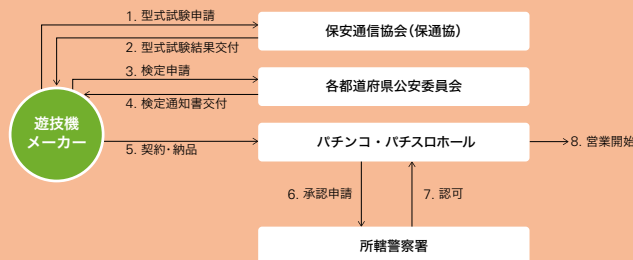 1. 型式試験申請
保安通信協会(保通協)
2. 型式試験結果交付
3. 検定申請
各都道府県公安委員会
4. 検定通知書交付
遊技機
メーカー
5. 契約・納品
パチンコ・パチスロホール
8. 営業開始
6. 承認申請
7. 認可
所轄警察署